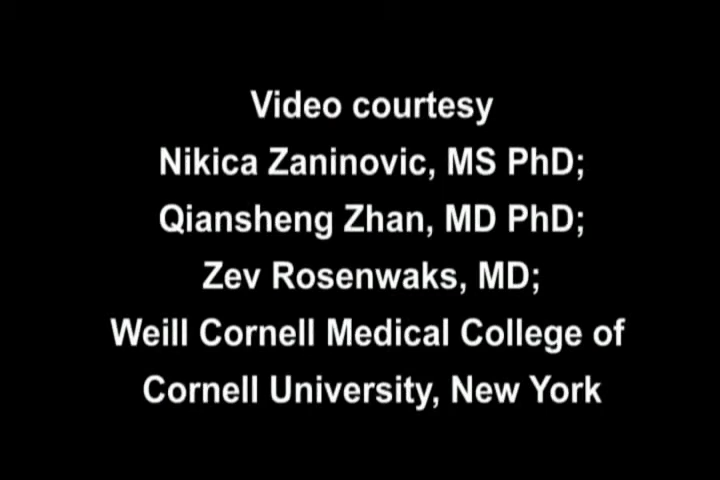 Video courtesy
Nikica Zaninovic, MS PhD;
Qiansheng Zhan, MD PhD;
Zev Rosenwaks, MD;
Weill Cornell Medical College of
Cornell University, New York